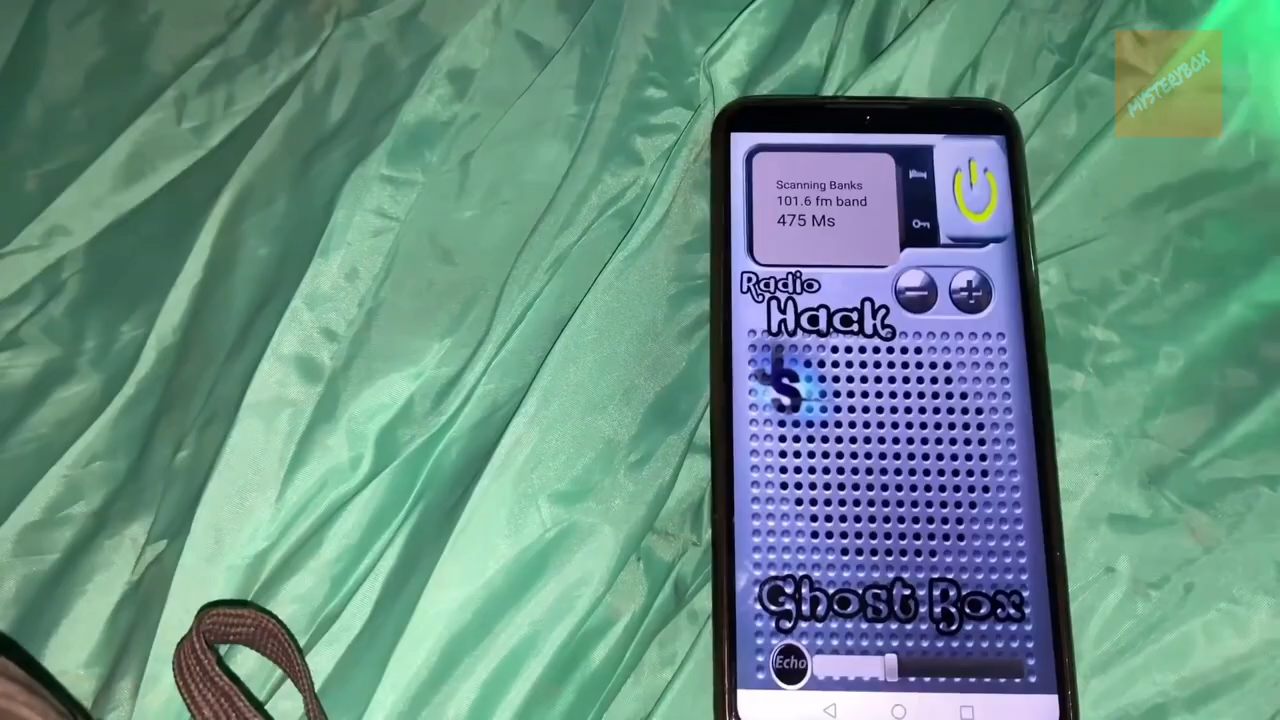 MYSTERYBOX
Scanning Banks
101.6 fm band
475 Ms
Radio
Hack
S
Ghost Box
Echo